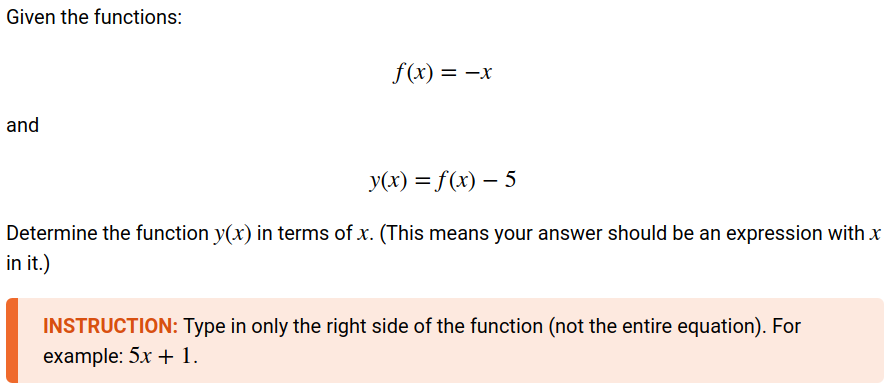 Given the functions:
f(x) = −x
and
y(x) = f(x) − 5
Determine the function y(x) in terms of x. (This means your answer should be an expression with x
in it.)
INSTRUCTION: Type in only the right side of the function (not the entire equation). For
example: 5x + 1.